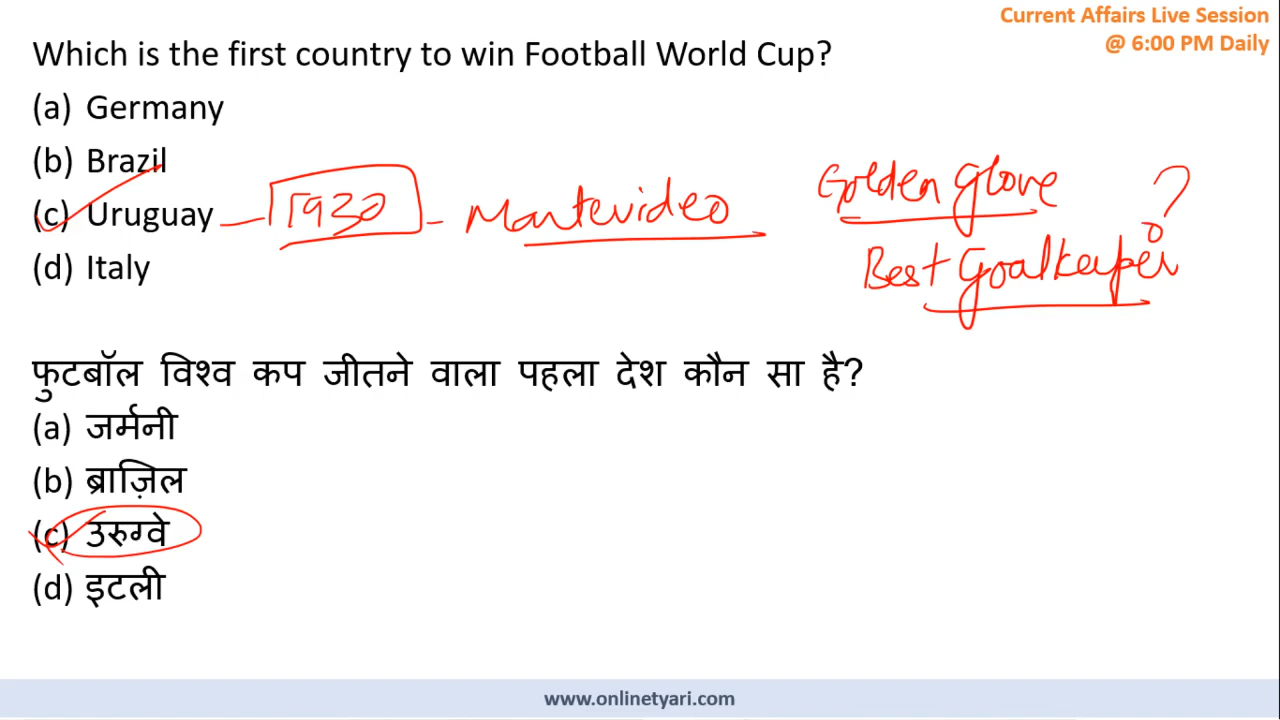 Current Affairs Live Session
@ 6:00 PM Daily
Which is the first country to win Football World Cup?
(a) Germany
(b) Brazil
(c) Uruguay - 1930 - Montevideo
(d) Italy
Golden Glove
Best Goalkeeper ?
फुटबॉल विश्व कप जीतने वाला पहला देश कौन सा है?
(a) जर्मनी
(b) ब्राज़िल
(c) उरुग्वे
(d) इटली
www.onlinetyari.com